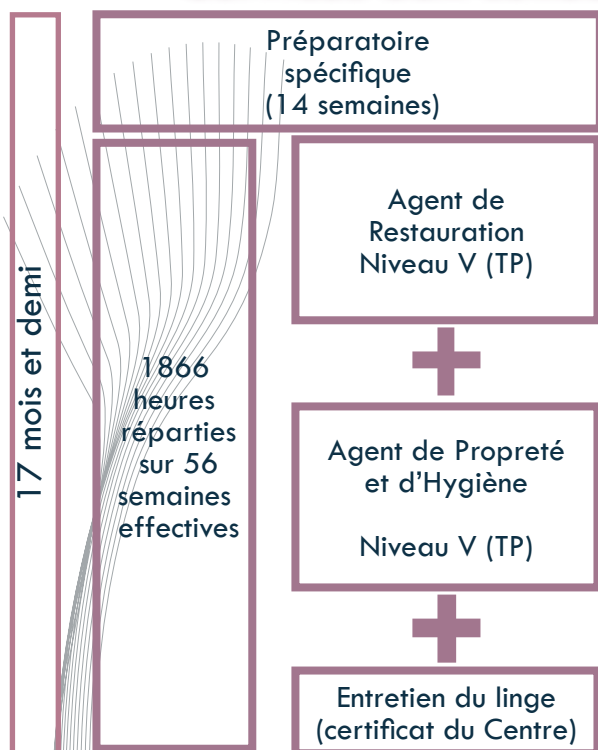 Préparatoire
spécifique
(14 semaines)
17 mois et demi
1866
heures
réparties
sur 56
semaines
effectives
Agent de
Restauration
Niveau V (TP)
Agent de Propreté
et d’Hygiène
Niveau V (TP)
Entretien du linge
(certificat du Centre)